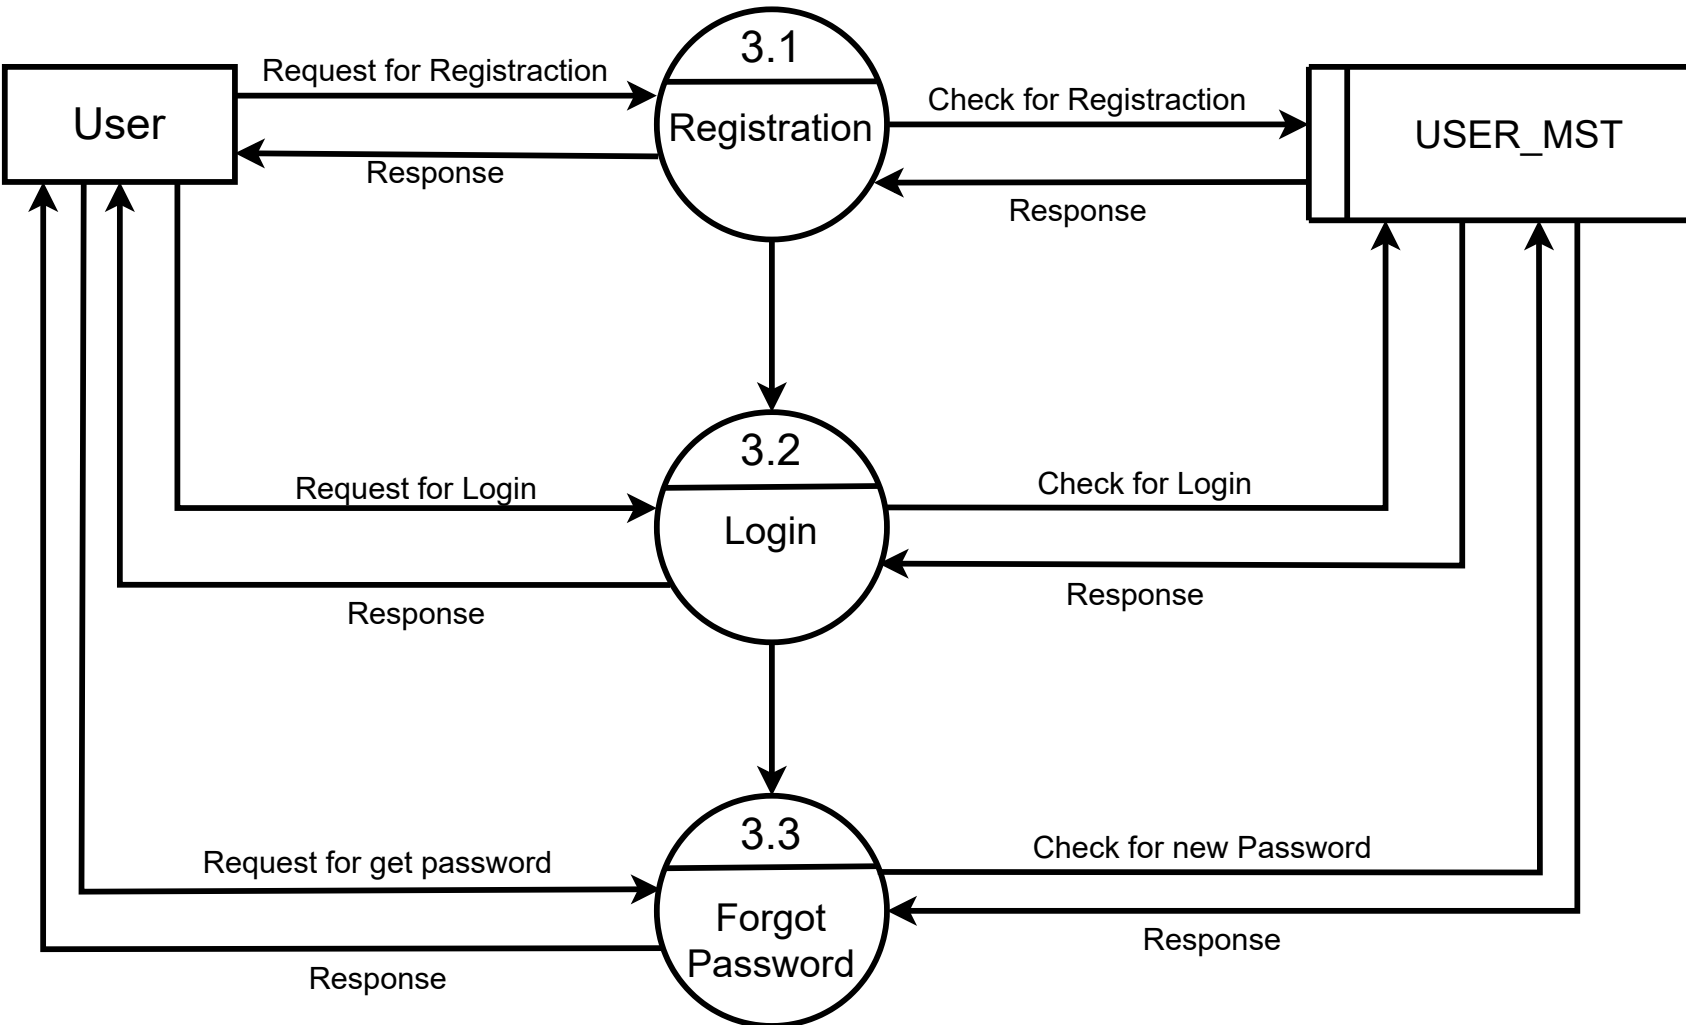 3.1
Request for Registraction
User
Registration
Check for Registraction
USER_MST
Response
Response
3.2
Request for Login
Check for Login
Login
Response
Response
3.3
Request for get password
Check for new Password
Forgot
Password
Response
Response